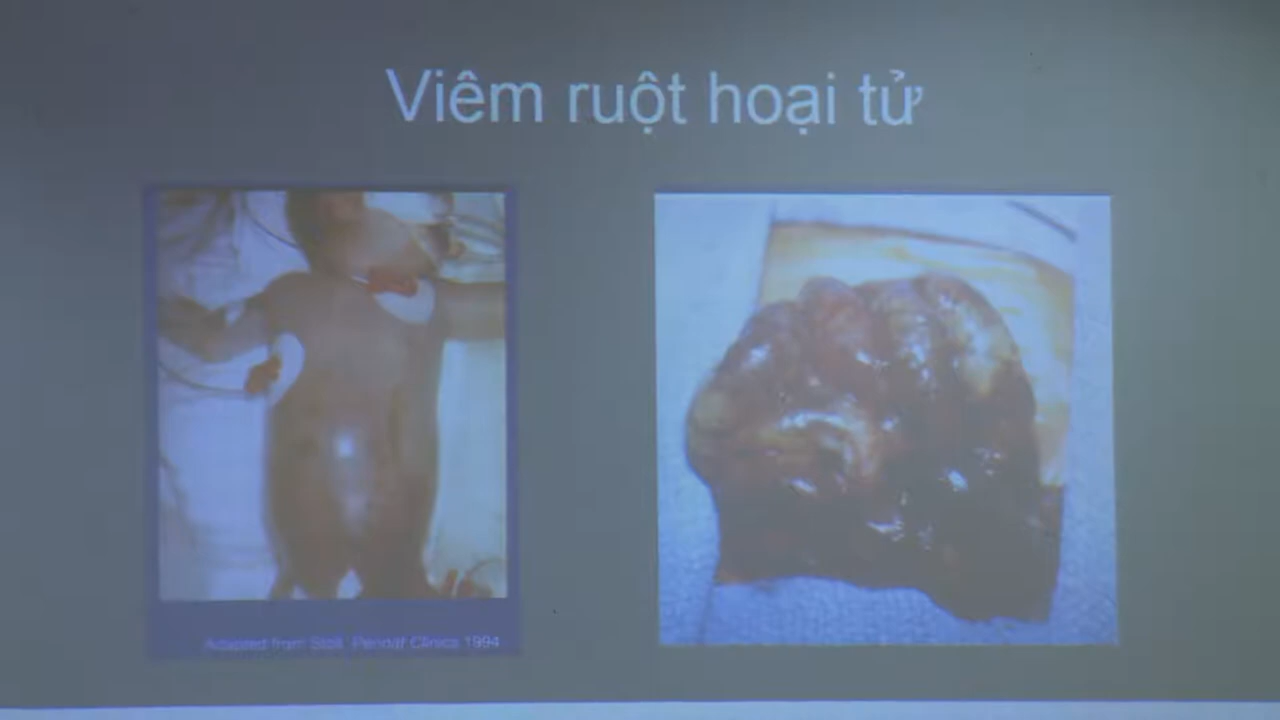 Viêm ruột hoại tử
Adapted from Stoll, Perinat Clinics 1994